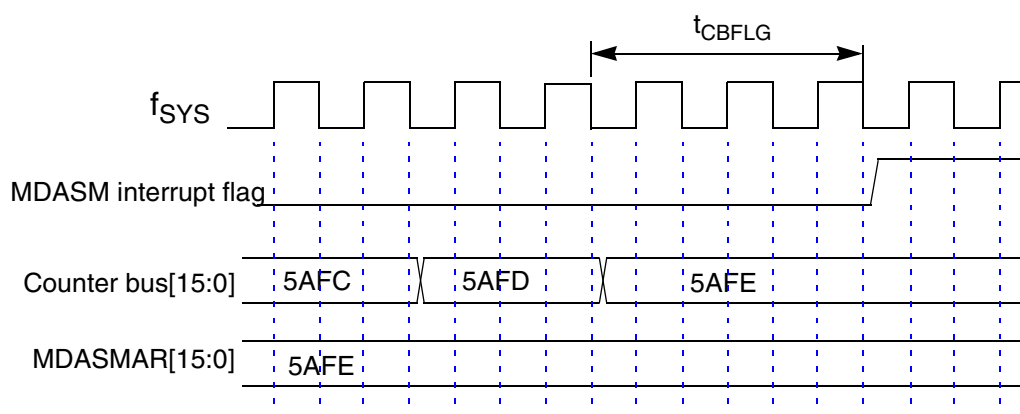 tCBFLG
fSYS
MDASM interrupt flag
Counter bus[15:0] 5AFC 5AFD 5AFE
MDASMAR[15:0] 5AFE